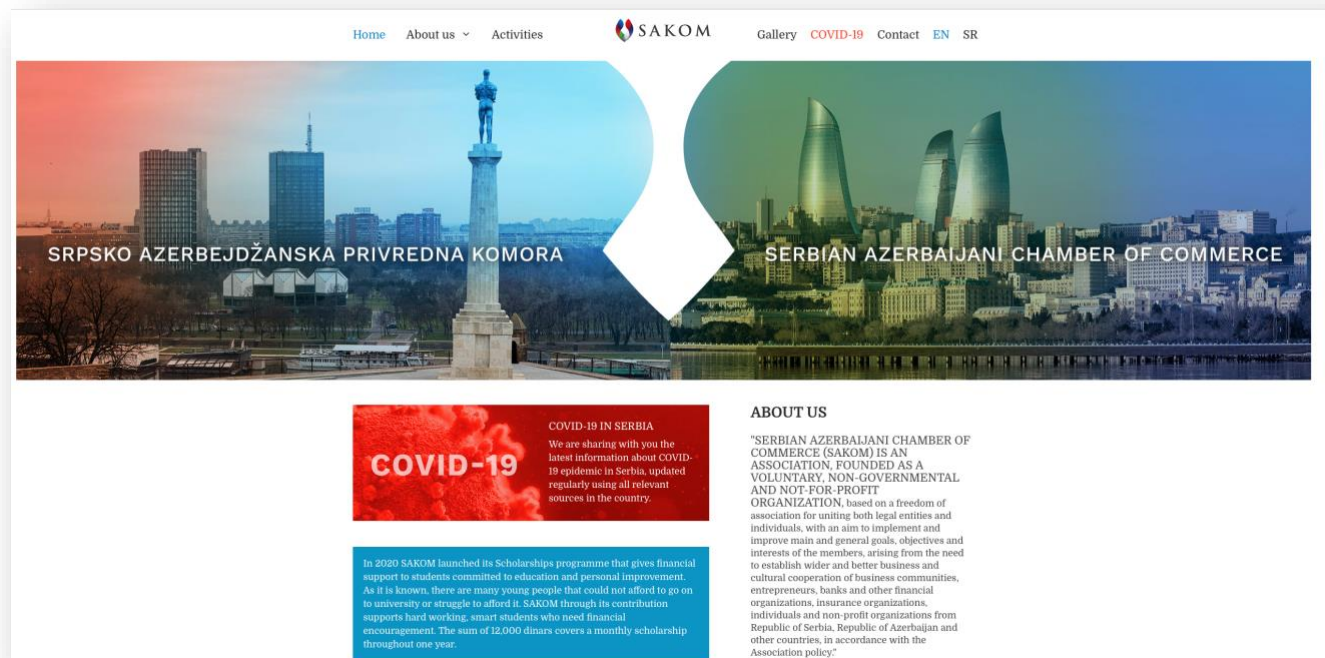 Home About us Activities SAKOM Gallery COVID-19 Contact EN SR
SRPSKO AZERBEJDŽANSKA PRIVREDNA KOMORA
SERBIAN AZERBAIJANI CHAMBER OF COMMERCE
COVID-19
COVID-19 IN SERBIA
We are sharing with you the
latest information about COVID-
19 epidemic in Serbia, updated
regularly using all relevant
sources in the country.
In 2020 SAKOM launched its Scholarships programme that gives financial
support to students committed to education and personal improvement.
As it is known, there are many young people that could not afford to go on
to university or struggle to afford it. SAKOM through its contribution
supports hard working, smart students who need financial
encouragement. The sum of 12,000 dinars covers a monthly scholarship
throughout one year.
ABOUT US
"SERBIAN AZERBAIJANI CHAMBER OF
COMMERCE (SAKOM) IS AN
ASSOCIATION, FOUNDED AS A
VOLUNTARY, NON-GOVERNMENTAL
AND NOT-FOR-PROFIT
ORGANIZATION, based on a freedom of
association for uniting both legal entities and
individuals, with an aim to implement and
improve main and general goals, objectives and
interests of the members, arising from the need
to establish wider and better business and
cultural cooperation of business communities,
entrepreneurs, banks and other financial
organizations, insurance organizations,
individuals and non-profit organizations from
Republic of Serbia, Republic of Azerbaijan and
other countries, in accordance with the
Association policy."